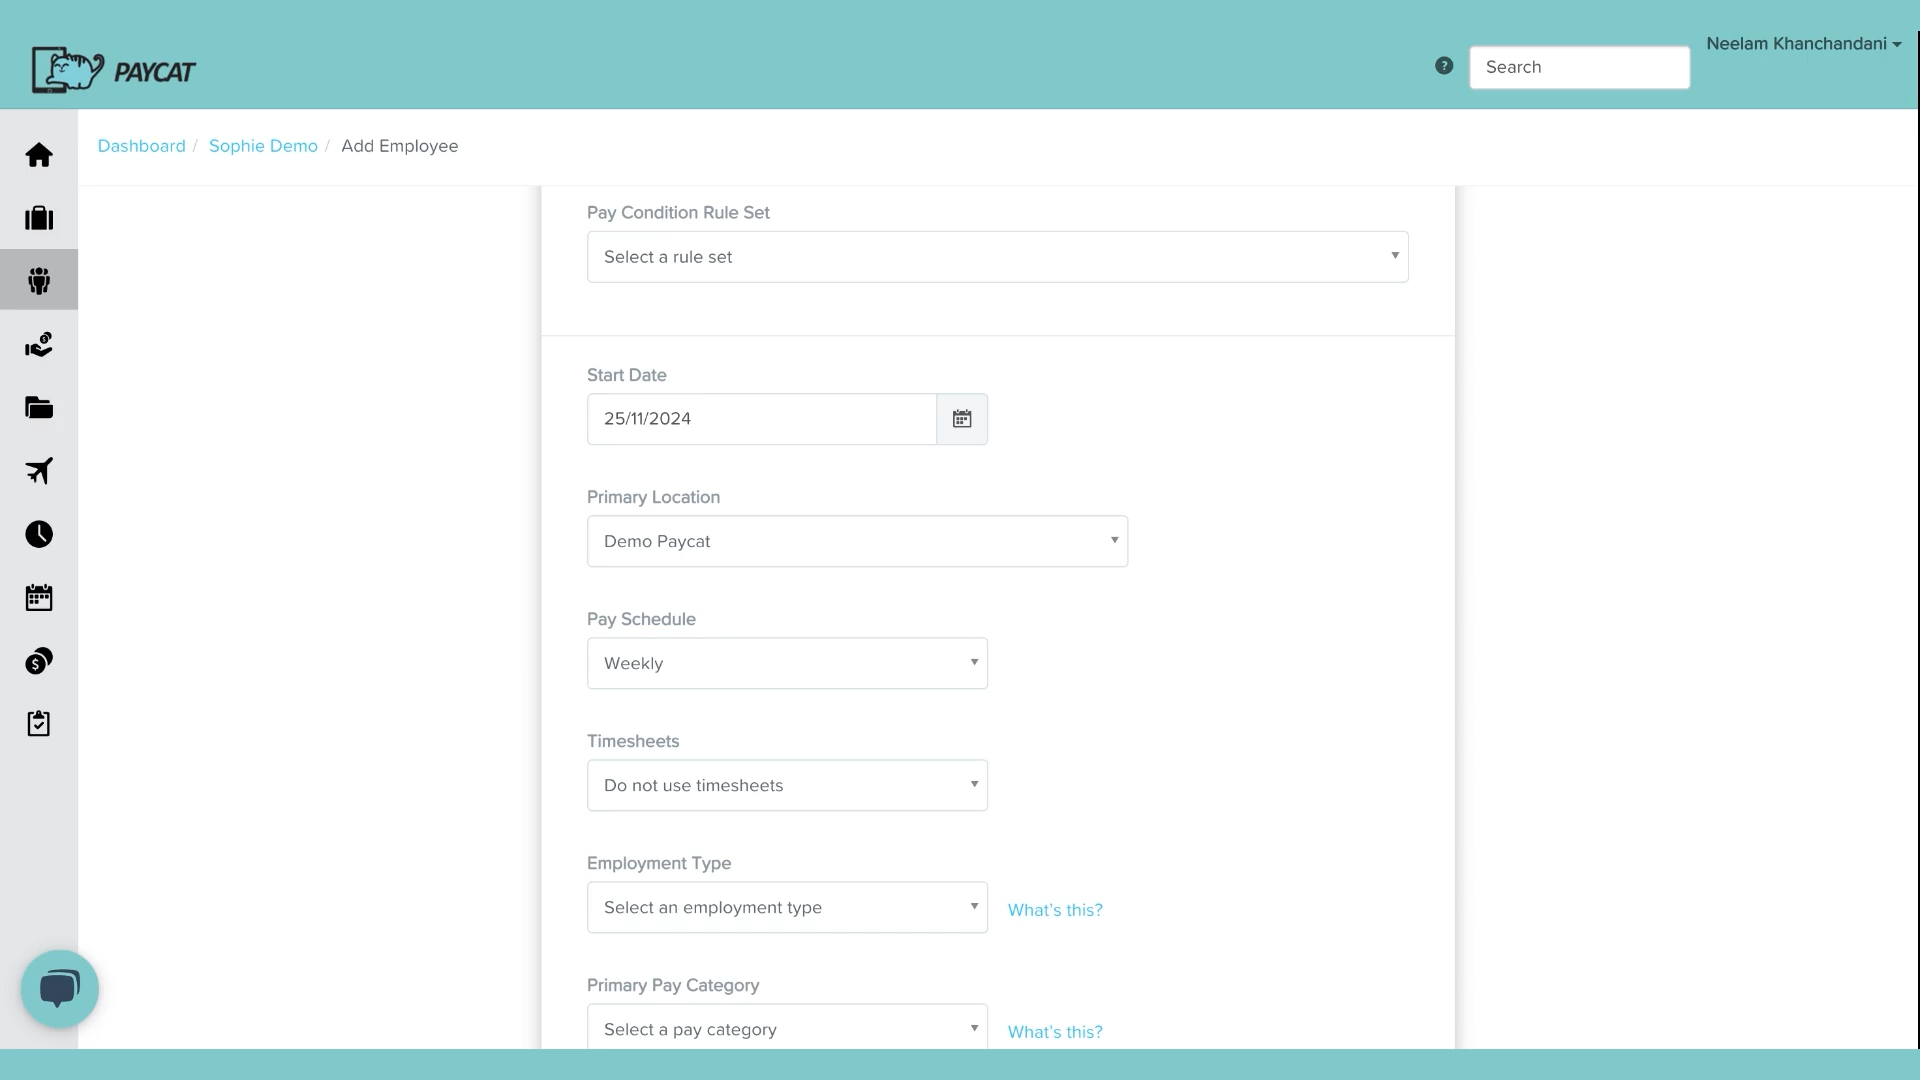 PAYCAT
?
Search
Neelam Khanchandani
Dashboard / Sophie Demo / Add Employee
Pay Condition Rule Set
Select a rule set
Start Date
25/11/2024
Primary Location
Demo Paycat
Pay Schedule
Weekly
Timesheets
Do not use timesheets
Employment Type
Select an employment type
What's this?
Primary Pay Category
Select a pay category
What's this?